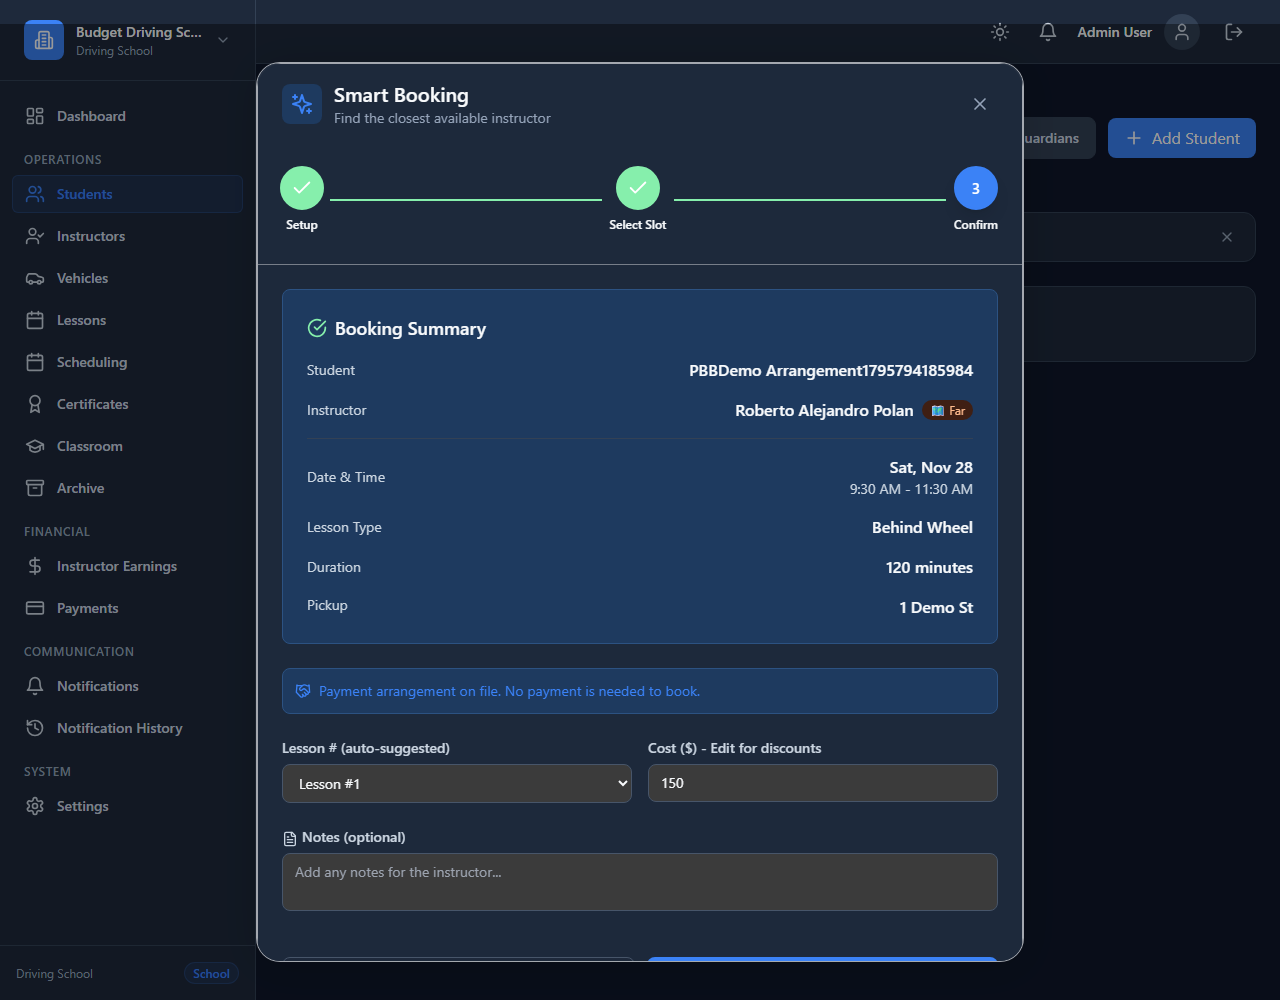 Budget Driving Sc...
Driving School
Admin User
Dashboard
OPERATIONS
Students
Instructors
Vehicles
Lessons
Scheduling
Certificates
Classroom
Archive
FINANCIAL
Instructor Earnings
Payments
COMMUNICATION
Notifications
Notification History
SYSTEM
Settings
Driving School
School
uardians
Add Student
Smart Booking
Find the closest available instructor
3
Setup
Select Slot
Confirm
Booking Summary
Student
PBBDemo Arrangement1795794185984
Instructor
Roberto Alejandro Polan
Far
Date & Time
Sat, Nov 28
9:30 AM - 11:30 AM
Lesson Type
Behind Wheel
Duration
120 minutes
Pickup
1 Demo St
Payment arrangement on file. No payment is needed to book.
Lesson # (auto-suggested)
Cost ($) - Edit for discounts
Lesson #1
150
Notes (optional)
Add any notes for the instructor...